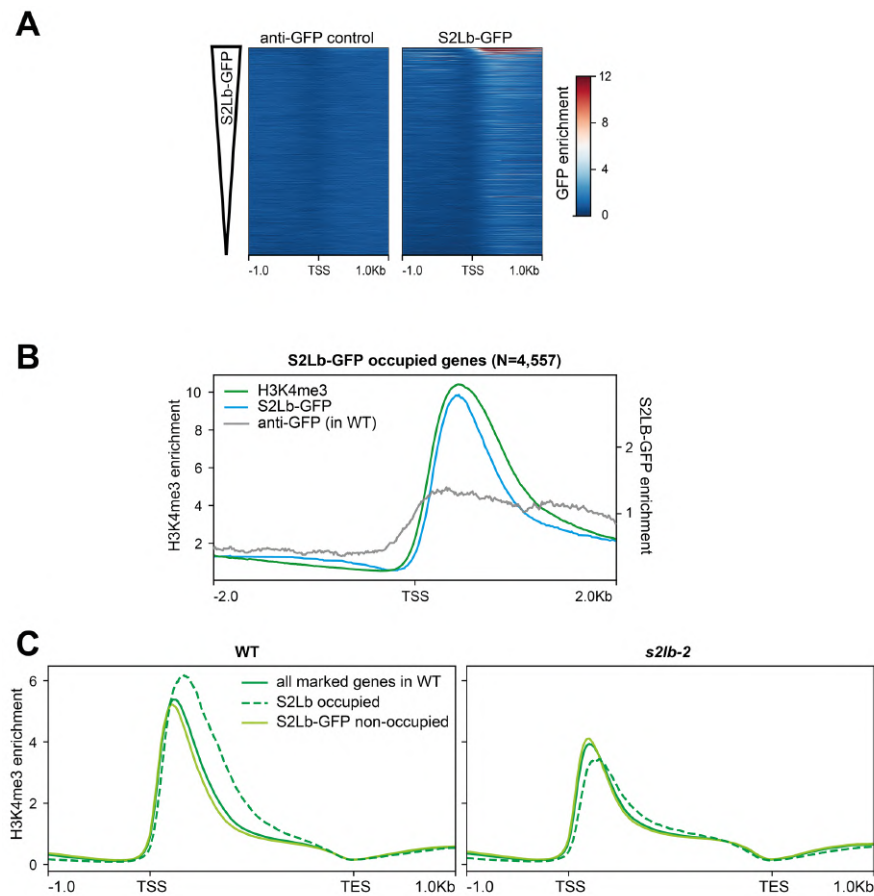 A
anti-GFP control
S2Lb-GFP
S2Lb-GFP
12
8
4
0
GFP enrichment
-1.0 TSS 1.0Kb
-1.0 TSS 1.0Kb
B
S2Lb-GFP occupied genes (N=4,557)
H3K4me3
S2Lb-GFP
anti-GFP (in WT)
H3K4me3 enrichment
10
8
6
4
2
2
1
S2LB-GFP enrichment
-2.0 TSS 2.0Kb
C
WT
all marked genes in WT
S2Lb occupied
S2Lb-GFP non-occupied
H3K4me3 enrichment
6
4
2
0
-1.0 TSS TES 1.0Kb
s2lb-2
-1.0 TSS TES 1.0Kb